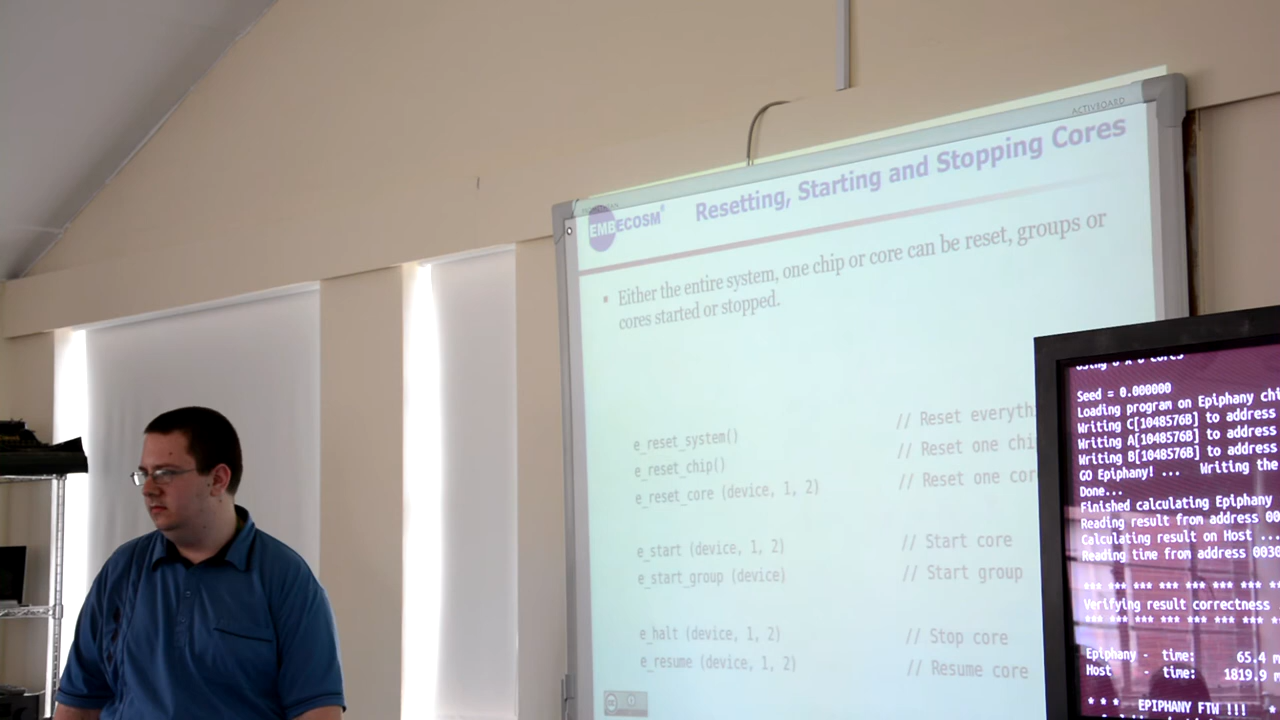 ACTIVBOARD
EMBECOSM®
Resetting, Starting and Stopping Cores
Either the entire system, one chip or core can be reset, groups or
cores started or stopped.
e_reset_system() // Reset everythi
e_reset_chip() // Reset one chi
e_reset_core (device, 1, 2) // Reset one cor
e_start (device, 1, 2) // Start core
e_start_group (device) // Start group
e_halt (device, 1, 2) // Stop core
e_resume (device, 1, 2) // Resume core
Seed = 0.000000
Loading program on Epiphany chi
Writing C[1048576B] to address
Writing A[1048576B] to address
Writing B[1048576B] to address
GO Epiphany! ... Writing the
Done...
Finished calculating Epiphany
Reading result from address 00
Calculating result on Host ...
Reading time from address 0030
*** *** *** *** *** *** ***
Verifying result correctness
*** *** *** *** *** *** ***
Epiphany - time: 65.4 m
Host - time: 1819.9 m
* * * EPIPHANY FTW !!! *